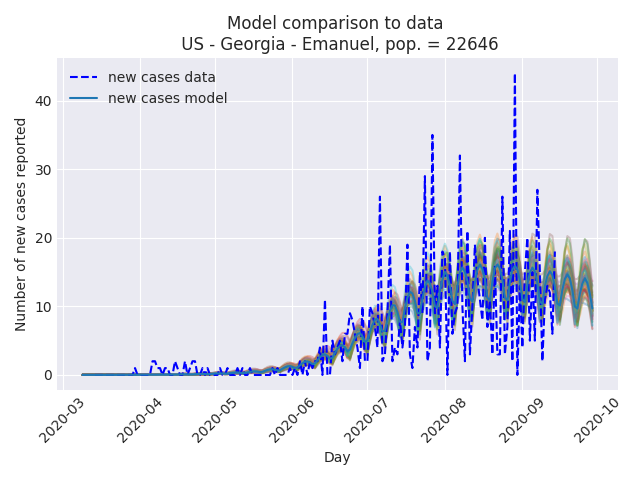 Model comparison to data
US - Georgia - Emanuel, pop. = 22646
new cases data
new cases model
Number of new cases reported
40
30
20
10
0
2020-03
2020-04
2020-05
2020-06
2020-07
2020-08
2020-09
2020-10
Day